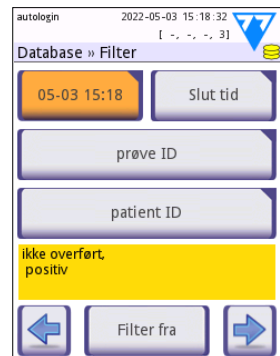 autologin 2022-05-03 15:18:32
[ -, -, -, 3]
Database » Filter
05-03 15:18 Slut tid
prøve ID
patient ID
ikke overført,
positiv
Filter fra